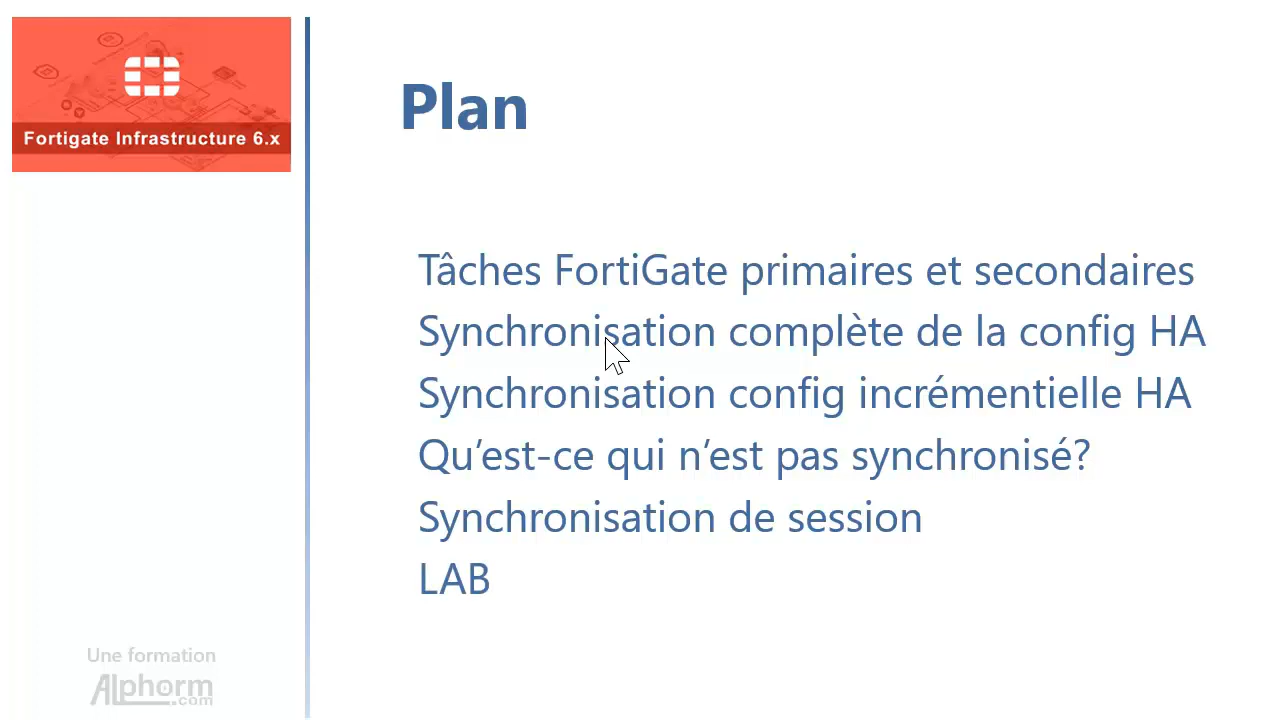 Fortigate Infrastructure 6.x
Plan
Tâches FortiGate primaires et secondaires
Synchronisation complète de la config HA
Synchronisation config incrémentielle HA
Qu’est-ce qui n’est pas synchronisé?
Synchronisation de session
LAB
Une formation
Alphorm
.com